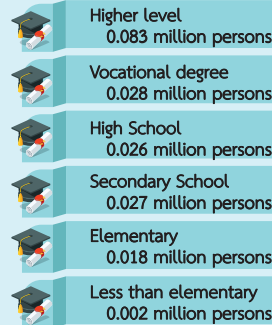 Higher level
0.083 million persons
Vocational degree
0.028 million persons
High School
0.026 million persons
Secondary School
0.027 million persons
Elementary
0.018 million persons
Less than elementary
0.002 million persons